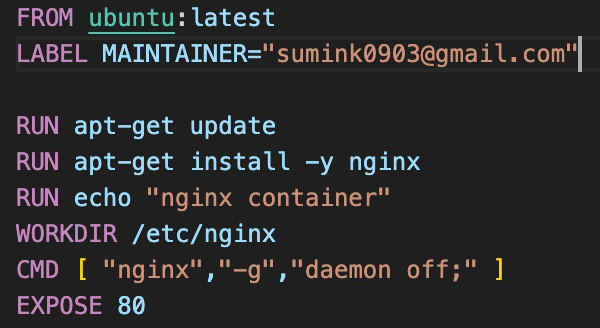 FROM ubuntu:latest
LABEL MAINTAINER="sumink0903@gmail.com"
RUN apt-get update
RUN apt-get install -y nginx
RUN echo "nginx container"
WORKDIR /etc/nginx
CMD [ "nginx","-g","daemon off;" ]
EXPOSE 80